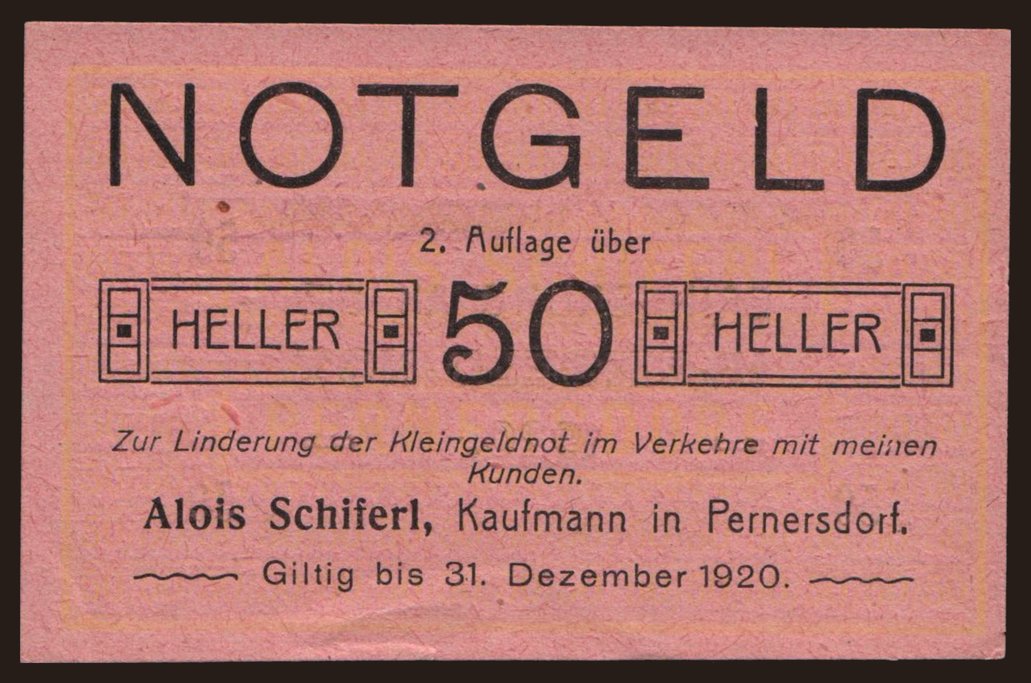 NOTGELD
2. Auflage über
HELLER 50 HELLER
Zur Linderung der Kleingeldnot im Verkehre mit meinen
Kunden.
Alois Schiferl, Kaufmann in Pernersdorf.
Giltig bis 31. Dezember 1920.